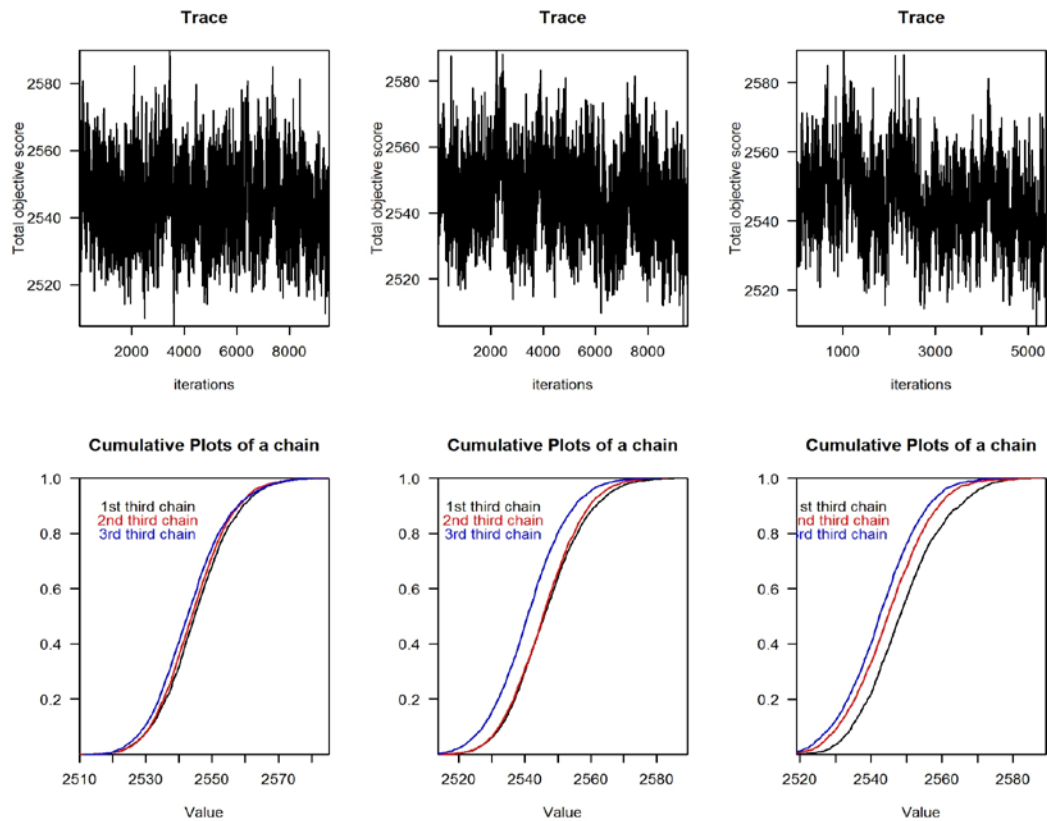 Trace
Trace
Trace
Total objective score
2580
2560
2540
2520
2000 4000 6000 8000
iterations
Total objective score
2580
2560
2540
2520
2000 4000 6000 8000
iterations
Total objective score
2580
2560
2540
2520
1000 3000 5000
iterations
Cumulative Plots of a chain
1.0
0.8
0.6
0.4
0.2
1st third chain
2nd third chain
3rd third chain
2510 2530 2550 2570
Value
Cumulative Plots of a chain
1.0
0.8
0.6
0.4
0.2
1st third chain
2nd third chain
3rd third chain
2520 2540 2560 2580
Value
Cumulative Plots of a chain
1.0
0.8
0.6
0.4
0.2
st third chain
nd third chain
rd third chain
2520 2540 2560 2580
Value